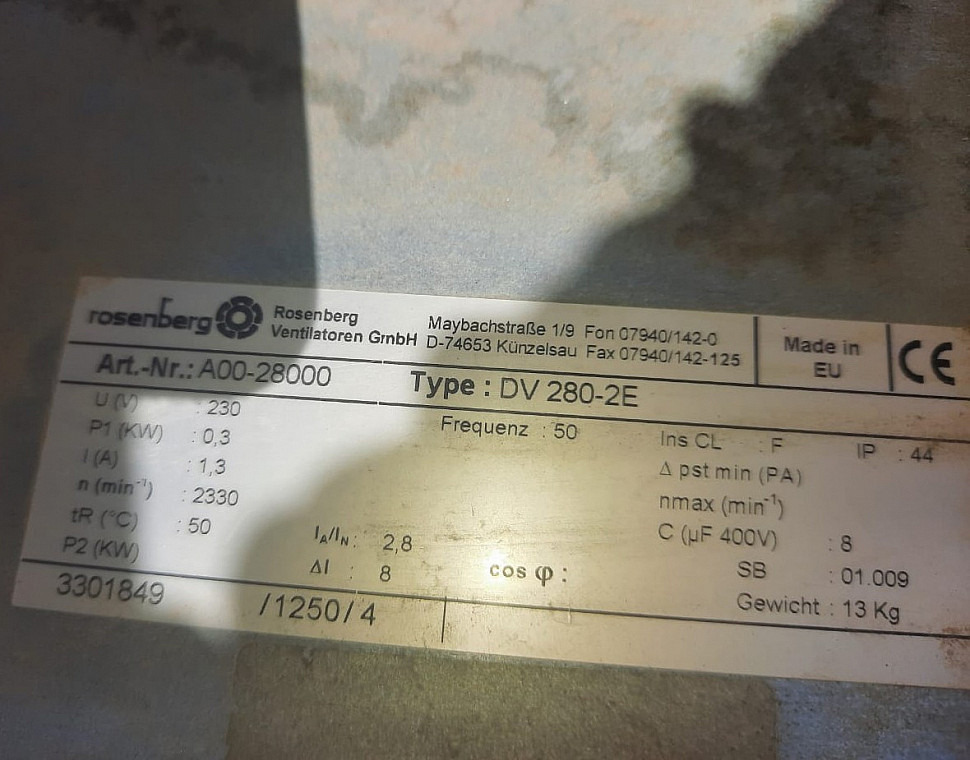 rosenberg Rosenberg Ventilatoren GmbH
Maybachstraße 1/9 Fon 07940/142-0
D-74653 Künzelsau Fax 07940/142-125
Made in EU
CE
Art.-Nr.: A00-28000 Type : DV 280-2E
U (V) : 230 Frequenz : 50 Ins CL : F IP : 44
P1 (KW) : 0,3 Δ pst min (PA)
I (A) : 1,3 nmax (min⁻¹)
n (min⁻¹) : 2330 C (µF 400V) : 8
tR (°C) : 50 IA/IN : 2,8 cos φ : SB : 01.009
P2 (KW) ΔI : 8 Gewicht : 13 Kg
3301849 /1250/4